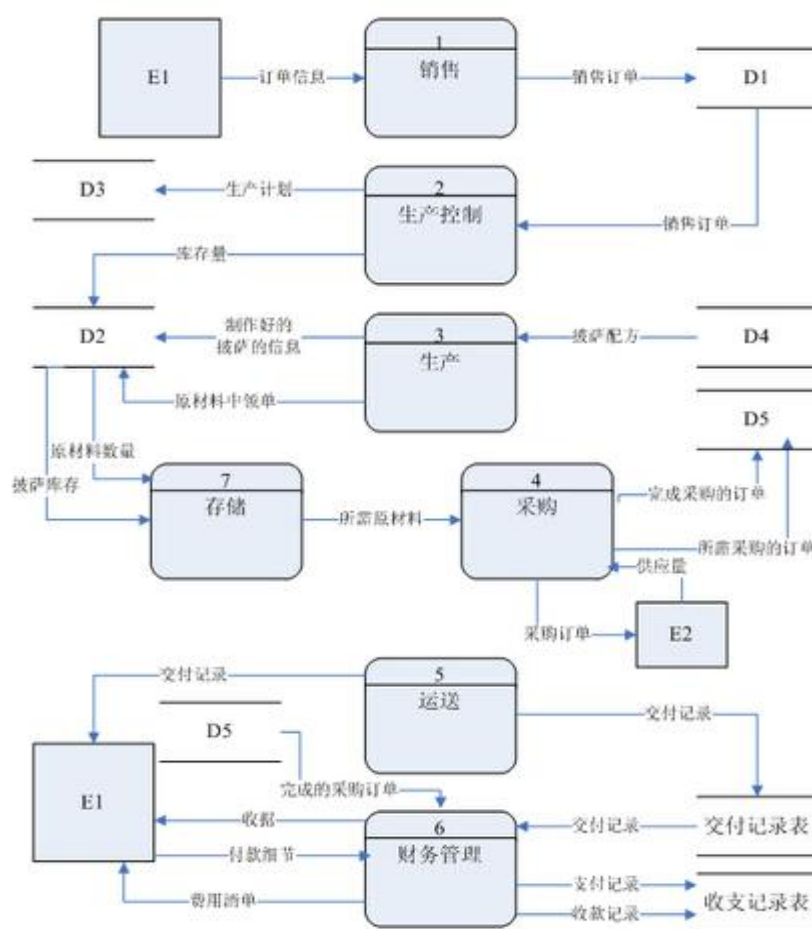 1
E1
订单信息
销售
销售订单
D1
D3
生产计划
2
生产控制
销售订单
库存量
D2
制作好的
披萨的信息
3
生产
披萨配方
D4
原材料中领单
D5
原材料数量
披萨库存
7
存储
所需原材料
4
采购
完成采购的订单
所需采购的订单
供应量
采购订单
E2
交付记录
5
运送
交付记录
D5
E1
完成的采购订单
收据
6
财务管理
交付记录
交付记录表
付款细节
支付记录
收支记录表
费用清单
收款记录